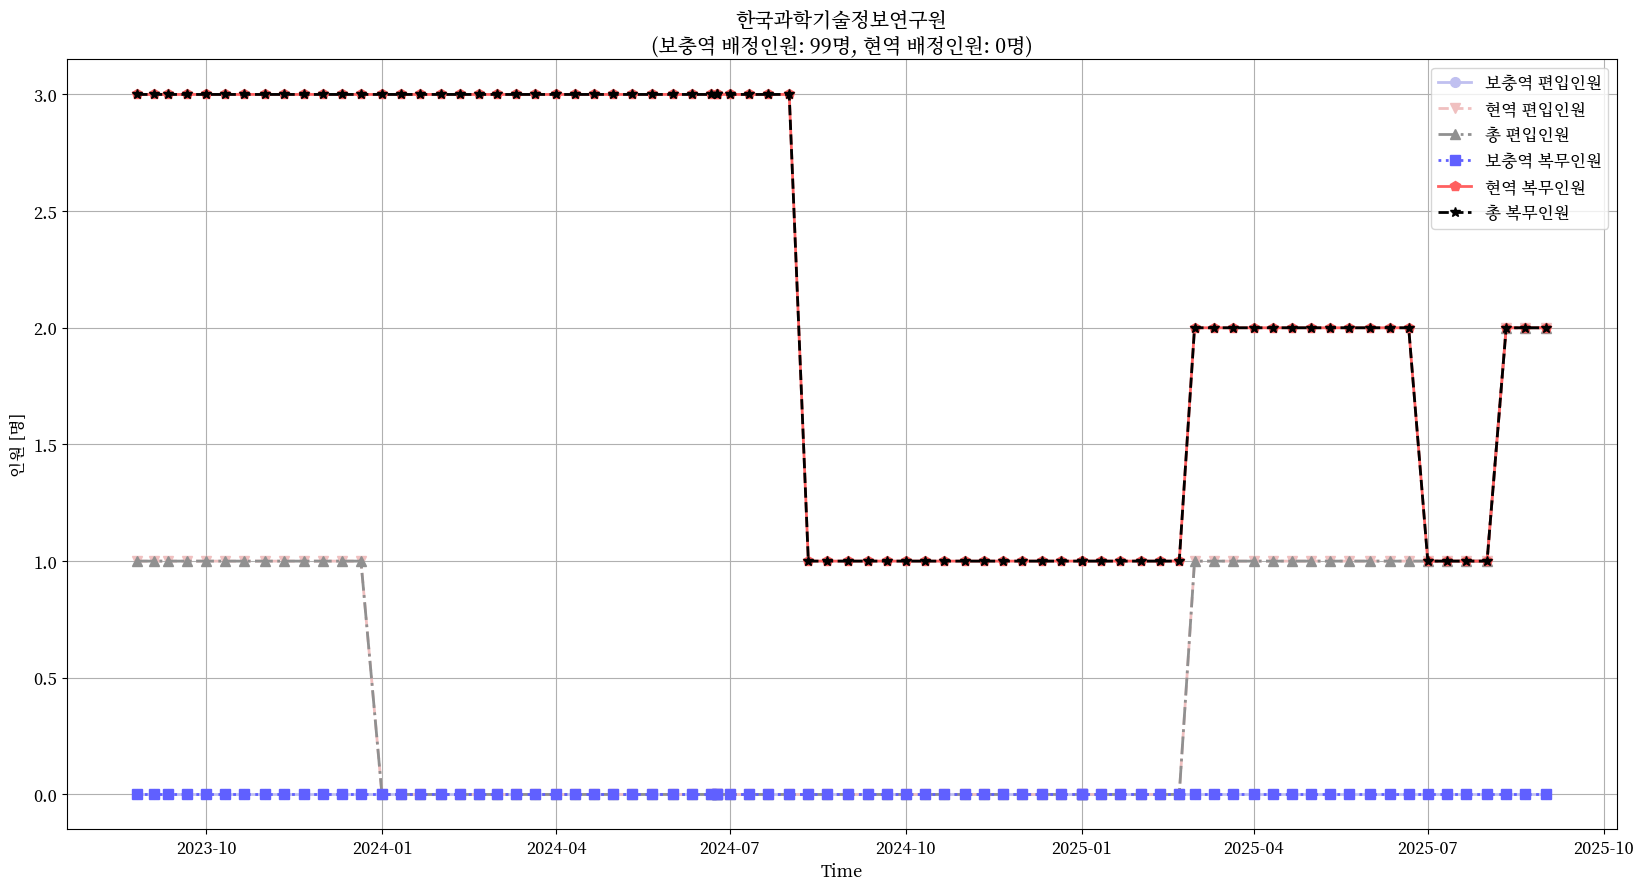 한국과학기술정보연구원
(보충역 배정인원: 99명, 현역 배정인원: 0명)
보충역 편입인원
현역 편입인원
총 편입인원
보충역 복무인원
현역 복무인원
총 복무인원
인원 [명]
3.0
2.5
2.0
1.5
1.0
0.5
0.0
2023-10
2024-01
2024-04
2024-07
2024-10
2025-01
2025-04
2025-07
2025-10
Time